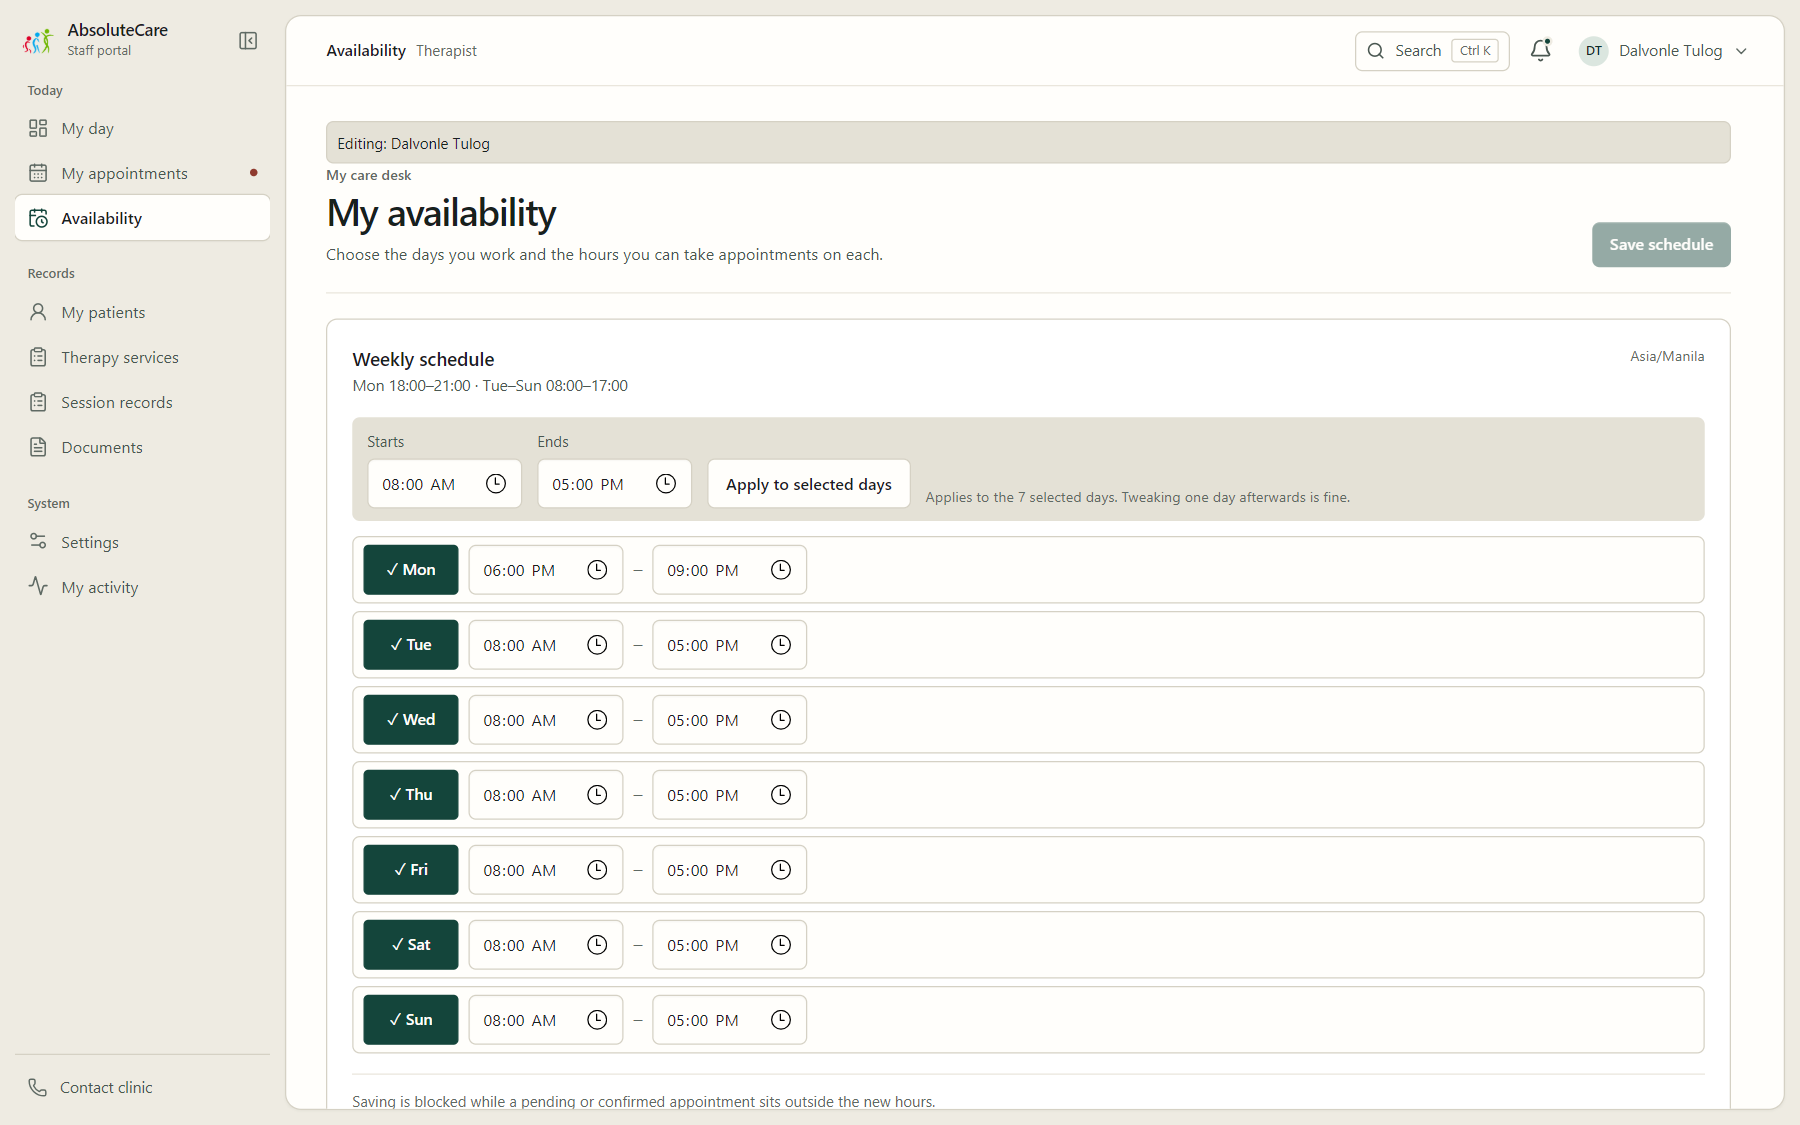 AbsoluteCare
Staff portal
Today
My day
My appointments
Availability
Records
My patients
Therapy services
Session records
Documents
System
Settings
My activity
Contact clinic
Availability Therapist
Search Ctrl K
DT Dalvonle Tulog
Editing: Dalvonle Tulog
My care desk
My availability
Choose the days you work and the hours you can take appointments on each.
Save schedule
Weekly schedule
Asia/Manila
Mon 18:00–21:00 · Tue–Sun 08:00–17:00
Starts Ends
08:00 AM 05:00 PM Apply to selected days Applies to the 7 selected days. Tweaking one day afterwards is fine.
✓ Mon 06:00 PM – 09:00 PM
✓ Tue 08:00 AM – 05:00 PM
✓ Wed 08:00 AM – 05:00 PM
✓ Thu 08:00 AM – 05:00 PM
✓ Fri 08:00 AM – 05:00 PM
✓ Sat 08:00 AM – 05:00 PM
✓ Sun 08:00 AM – 05:00 PM
Saving is blocked while a pending or confirmed appointment sits outside the new hours.